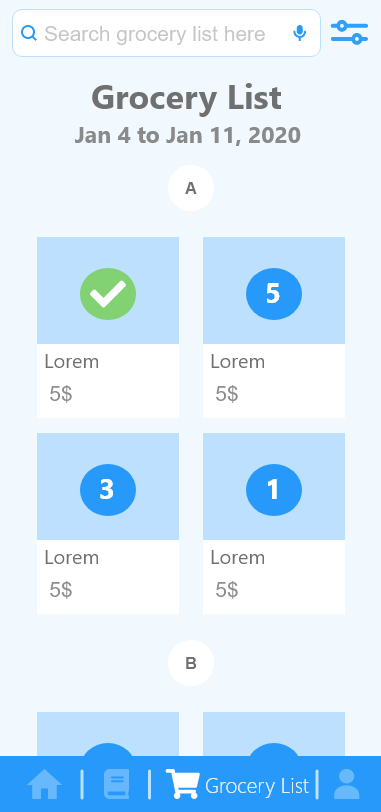 Search grocery list here
Grocery List
Jan 4 to Jan 11, 2020
A
5
Lorem
5$
Lorem
5$
3
1
Lorem
5$
Lorem
5$
B
Grocery List